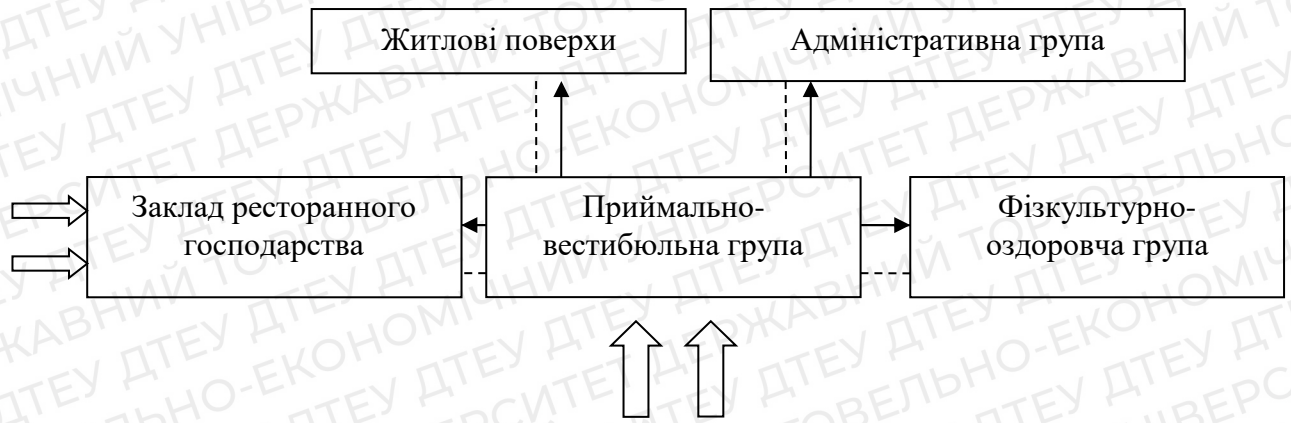 Житлові поверхи
Адміністративна група
Заклад ресторанного
господарства
Приймально-
вестибюльна група
Фізкультурно-
оздоровча група